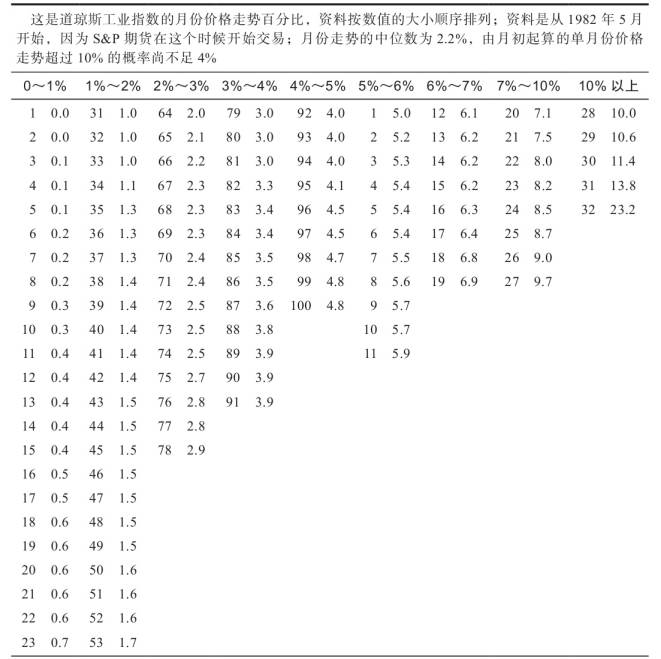 这是道琼斯工业指数的月份价格走势百分比，资料按数值的大小顺序排列；资料是从 1982 年 5 月
开始，因为 S&P 期货在这个时候开始交易；月份走势的中位数为 2.2%，由月初起算的单月份价格
走势超过 10% 的概率尚不足 4%
0～1% 1%～2% 2%～3% 3%～4% 4%～5% 5%～6% 6%～7% 7%～10% 10% 以上
1 0.0 31 1.0 64 2.0 79 3.0 92 4.0 1 5.0 12 6.1 20 7.1 28 10.0
2 0.0 32 1.0 65 2.1 80 3.0 93 4.0 2 5.2 13 6.2 21 7.5 29 10.6
3 0.1 33 1.0 66 2.2 81 3.0 94 4.0 3 5.3 14 6.2 22 8.0 30 11.4
4 0.1 34 1.1 67 2.3 82 3.3 95 4.1 4 5.4 15 6.2 23 8.2 31 13.8
5 0.1 35 1.3 68 2.3 83 3.4 96 4.5 5 5.4 16 6.3 24 8.5 32 23.2
6 0.2 36 1.3 69 2.3 84 3.4 97 4.5 6 5.4 17 6.4 25 8.7
7 0.2 37 1.3 70 2.4 85 3.5 98 4.7 7 5.5 18 6.8 26 9.0
8 0.2 38 1.4 71 2.4 86 3.5 99 4.8 8 5.6 19 6.9 27 9.7
9 0.3 39 1.4 72 2.5 87 3.6 100 4.8 9 5.7
10 0.3 40 1.4 73 2.5 88 3.8 10 5.7
11 0.4 41 1.4 74 2.5 89 3.9 11 5.9
12 0.4 42 1.4 75 2.7 90 3.9
13 0.4 43 1.5 76 2.8 91 3.9
14 0.4 44 1.5 77 2.8
15 0.4 45 1.5 78 2.9
16 0.5 46 1.5
17 0.5 47 1.5
18 0.6 48 1.5
19 0.6 49 1.5
20 0.6 50 1.6
21 0.6 51 1.6
22 0.6 52 1.6
23 0.7 53 1.7